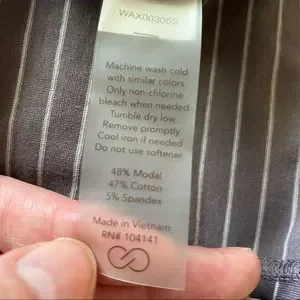 WAX00306S
Machine wash cold
with similar colors
Only non-chlorine
bleach when needed
Tumble dry low
Remove promptly
Cool iron if needed
Do not use softener
48% Modal
47% Cotton
5% Spandex
Made in Vietnam
RN# 104141